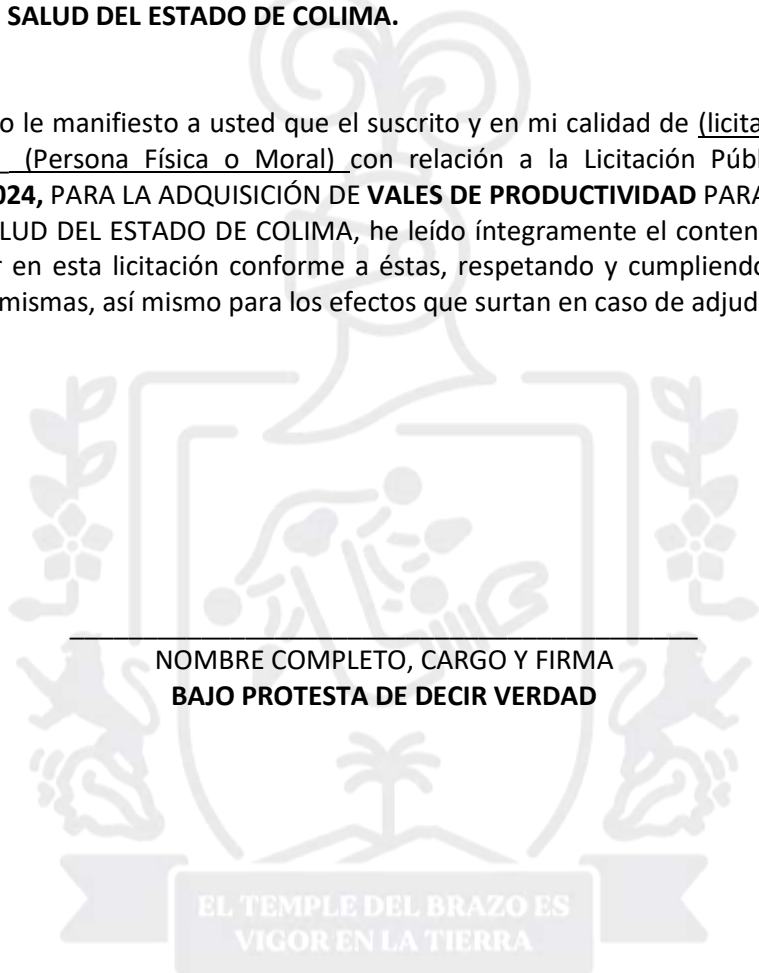 SALUD DEL ESTADO DE COLIMA.
o le manifiesto a usted que el suscrito y en mi calidad de (licita
_ (Persona Física o Moral) con relación a la Licitación Públ
024, PARA LA ADQUISICIÓN DE VALES DE PRODUCTIVIDAD PARA
LUD DEL ESTADO DE COLIMA, he leído íntegramente el conten
r en esta licitación conforme a éstas, respetando y cumpliendo
mismas, así mismo para los efectos que surtan en caso de adjud
NOMBRE COMPLETO, CARGO Y FIRMA
BAJO PROTESTA DE DECIR VERDAD
EL TEMPLE DEL BRAZO ES
VIGOR EN LA TIERRA